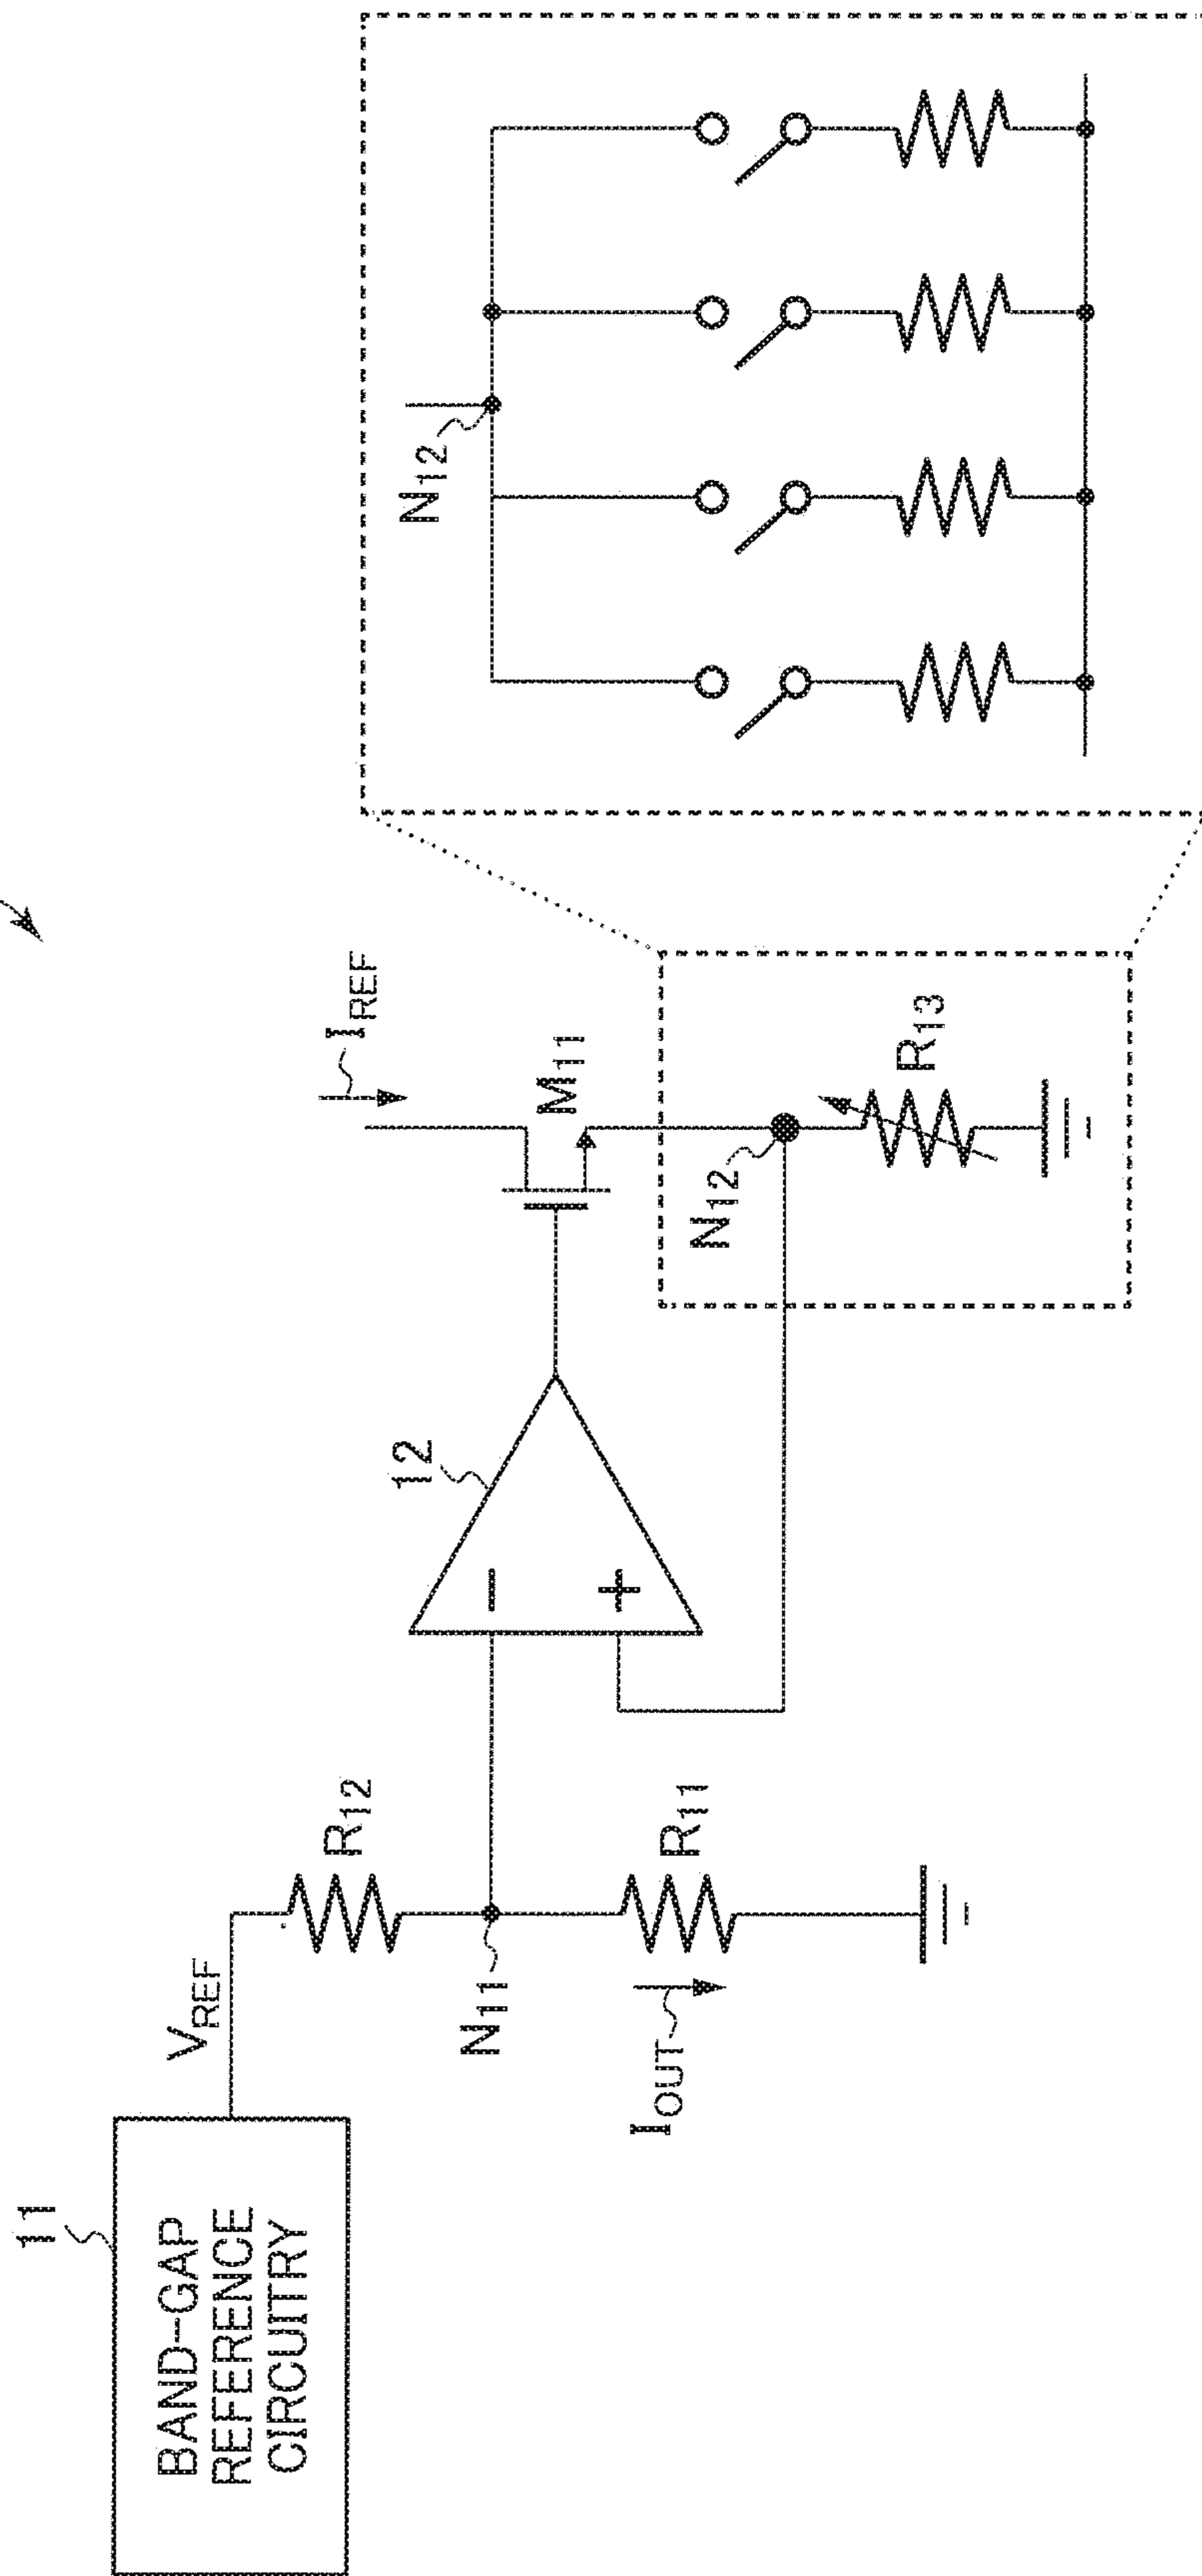 11
BAND-GAP
REFERENCE
CIRCUITRY
VREF
R12
N11
R11
IOUT
12
−
+
IREF
M11
N12
R13
N12